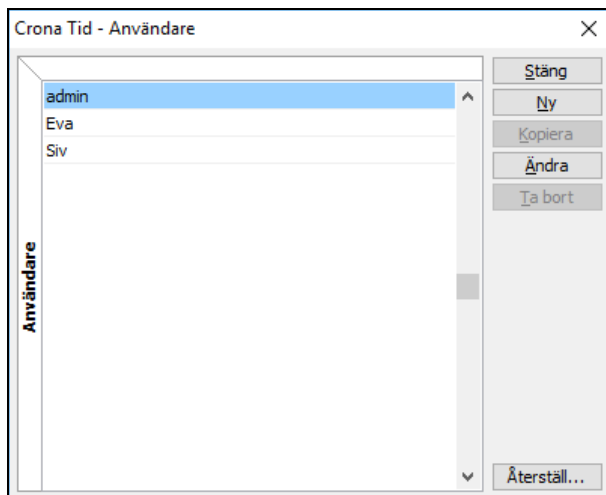 Crona Tid - Användare
admin
Eva
Siv
Användare
Stäng
Ny
Kopiera
Ändra
Ta bort
Återställ...